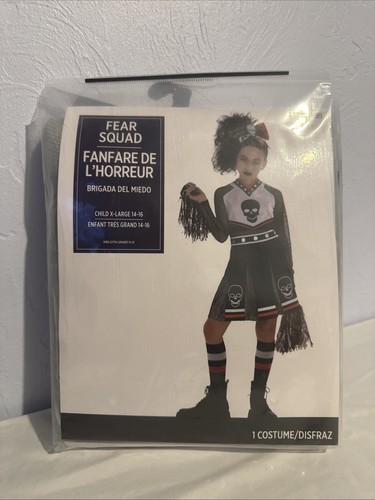 FEAR
SQUAD
FANFARE DE
L'HORREUR
BRIGADA DEL MIEDO
CHILD X-LARGE 14-16
ENFANT TRÈS GRAND 14-16
1 COSTUME/DISFRAZ